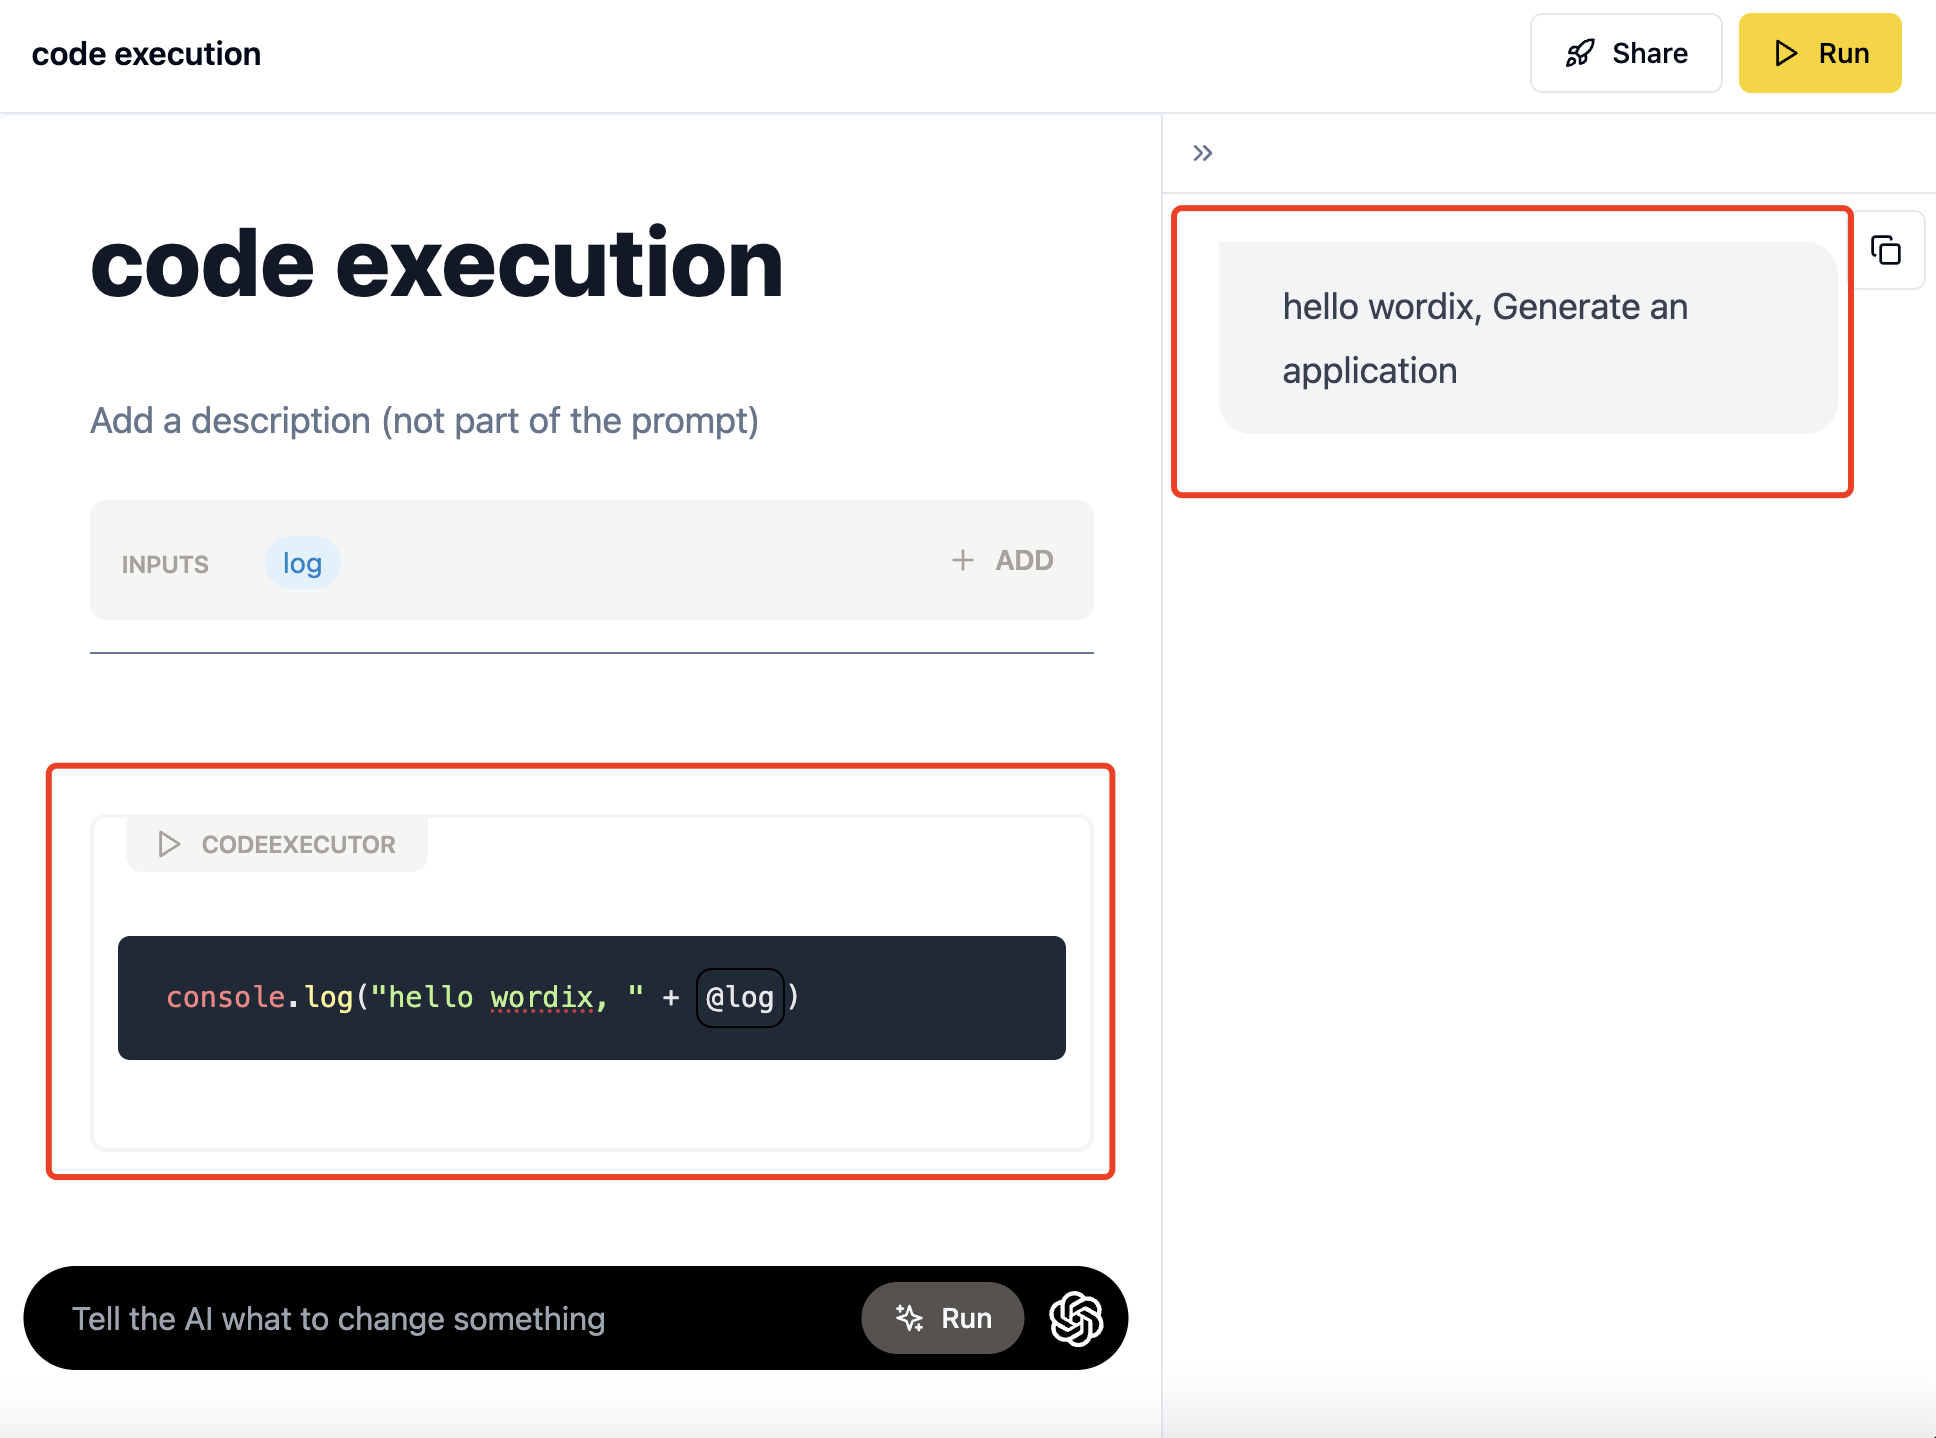 code execution
Share
Run
code execution
Add a description (not part of the prompt)
INPUTS log + ADD
CODEEXECUTOR
console.log("hello wordix, " + @log)
Tell the AI what to change something
Run
hello wordix, Generate an
application